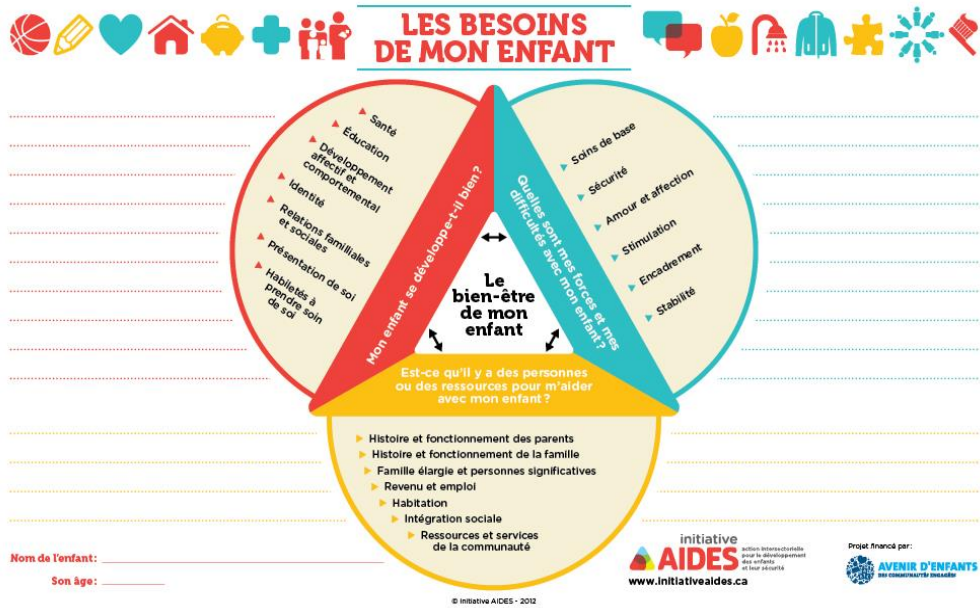 LES BESOINS
DE MON ENFANT
Santé
Éducation
Développement
affectif et
comportemental
Identité
Relations familiales
et sociales
Présentation de soi
Habiletés à
prendre soin
de soi
Mon enfant se développe-t-il bien ?
Quelles sont mes forces et mes
difficultés avec mon enfant ?
Soins de base
Sécurité
Amour et affection
Stimulation
Encadrement
Stabilité
Le
bien-être
de mon
enfant
Est-ce qu'il y a des personnes
ou des ressources pour m'aider
avec mon enfant ?
Histoire et fonctionnement des parents
Histoire et fonctionnement de la famille
Famille élargie et personnes significatives
Revenu et emploi
Habitation
Intégration sociale
Ressources et services
de la communauté
Nom de l'enfant :
Son âge :
initiative
AIDES
action intersectorielle
pour le développement
des enfants
et leur sécurité
www.initiativeaides.ca
Projet financé par :
AVENIR D'ENFANTS
DES COMMUNAUTÉS ENGAGÉES
© Initiative AIDES - 2012